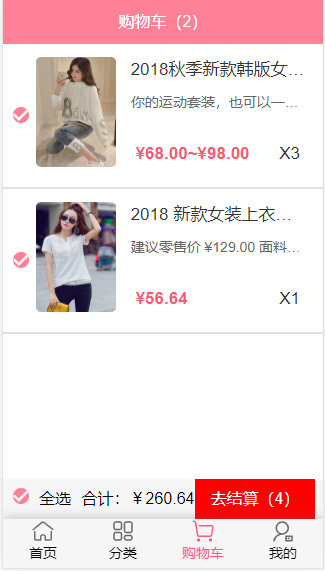 购物车（2）
2018秋季新款韩版女…
你的运动套装，也可以一…
¥68.00~¥98.00 X3
2018 新款女装上衣…
建议零售价 ¥129.00 面料…
¥56.64 X1
全选 合计：￥260.64 去结算（4）
首页 分类 购物车 我的